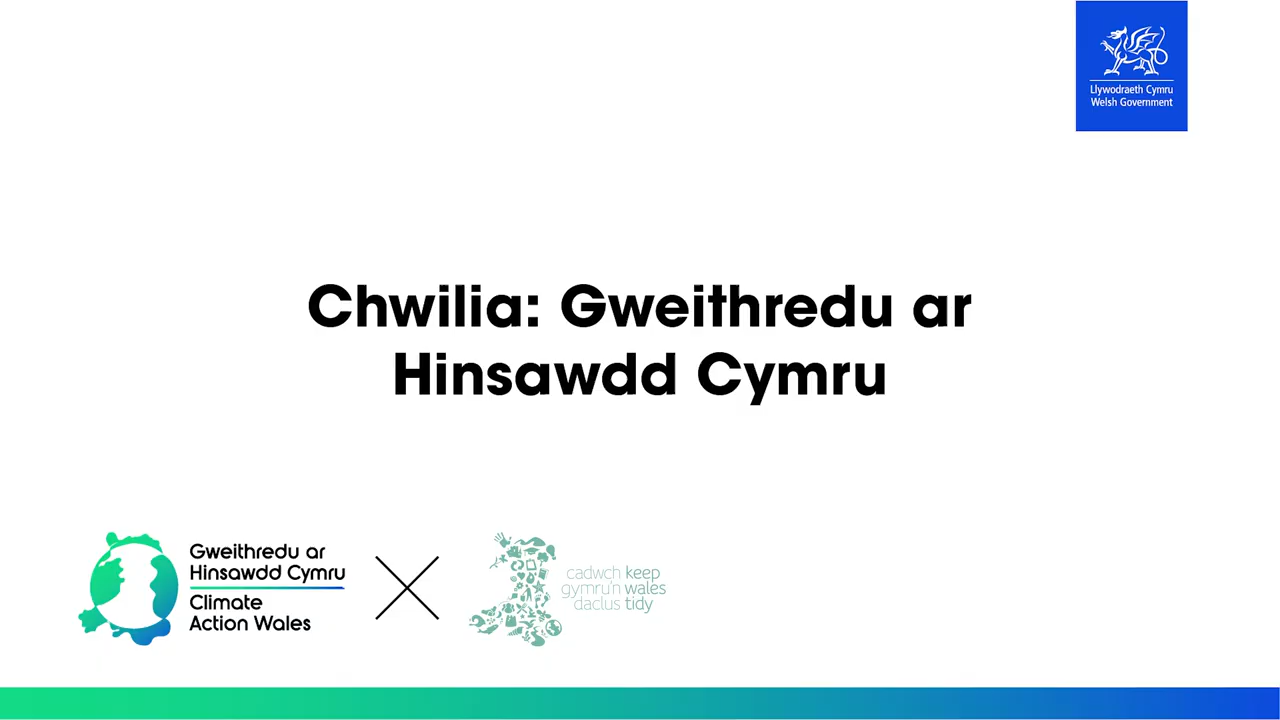 Llywodraeth Cymru
Welsh Government
Chwilia: Gweithredu ar
Hinsawdd Cymru
Gweithredu ar
Hinsawdd Cymru
Climate
Action Wales
cadwch keep
gymru'n wales
daclus tidy